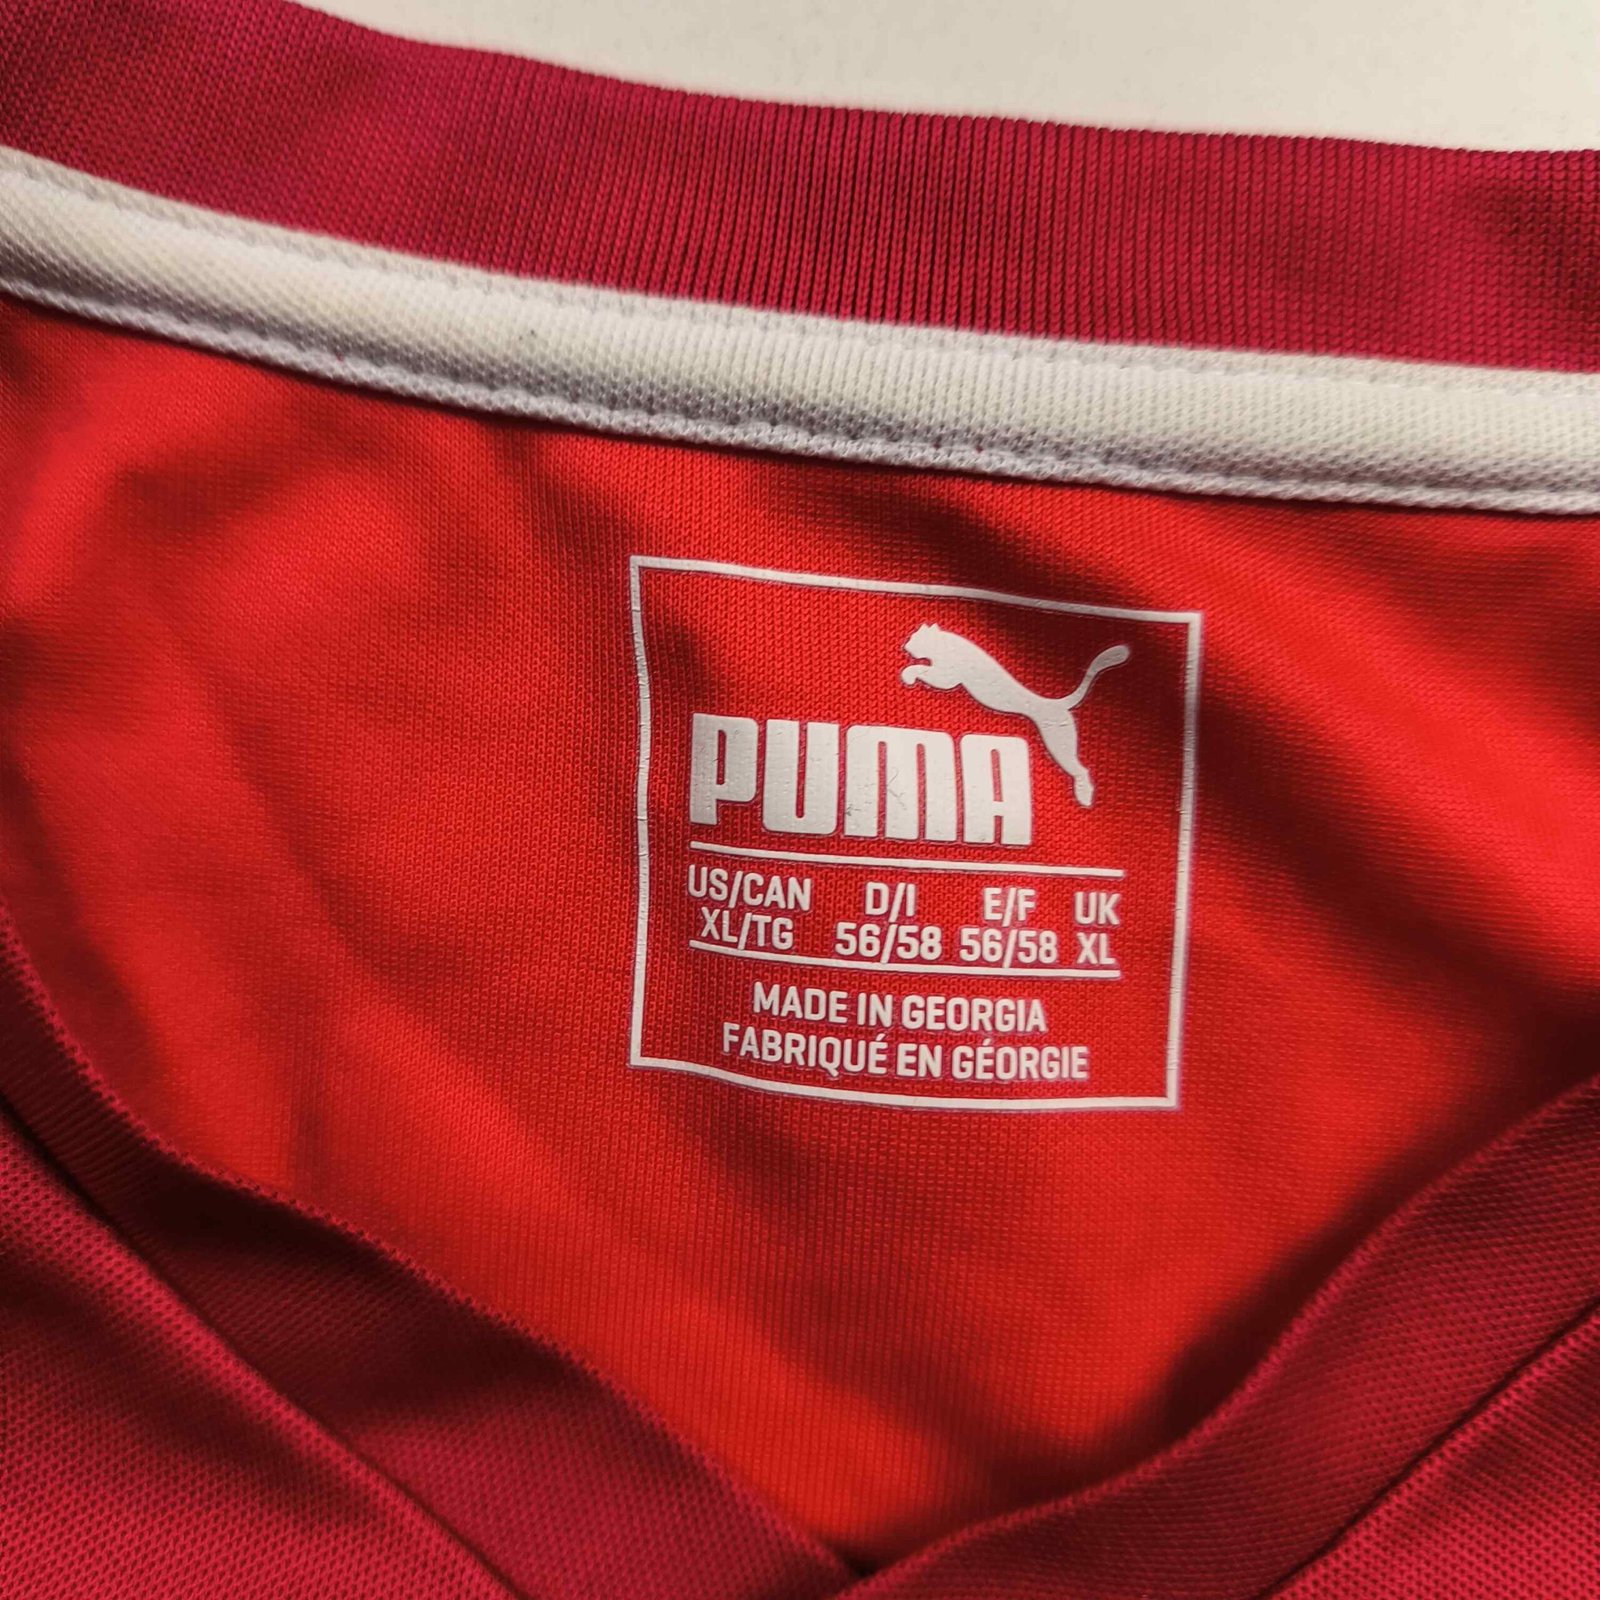 PUMA
US/CAN D/I E/F UK
XL/TG 56/58 56/58 XL
MADE IN GEORGIA
FABRIQUÉ EN GÉORGIE